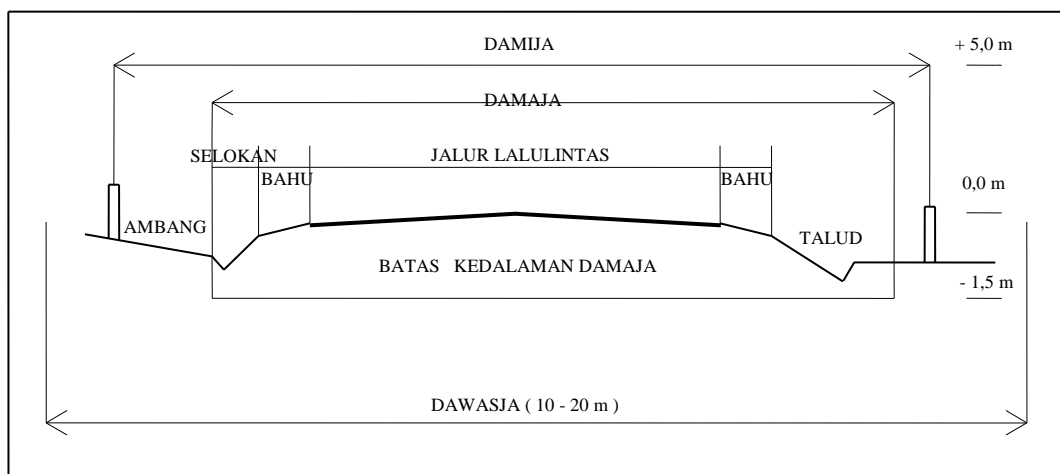 DAMIJA
+ 5,0 m
DAMAJA
SELOKAN
JALUR LALULINTAS
BAHU
BAHU
0,0 m
AMBANG
TALUD
BATAS KEDALAMAN DAMAJA
- 1,5 m
DAWASJA ( 10 - 20 m )